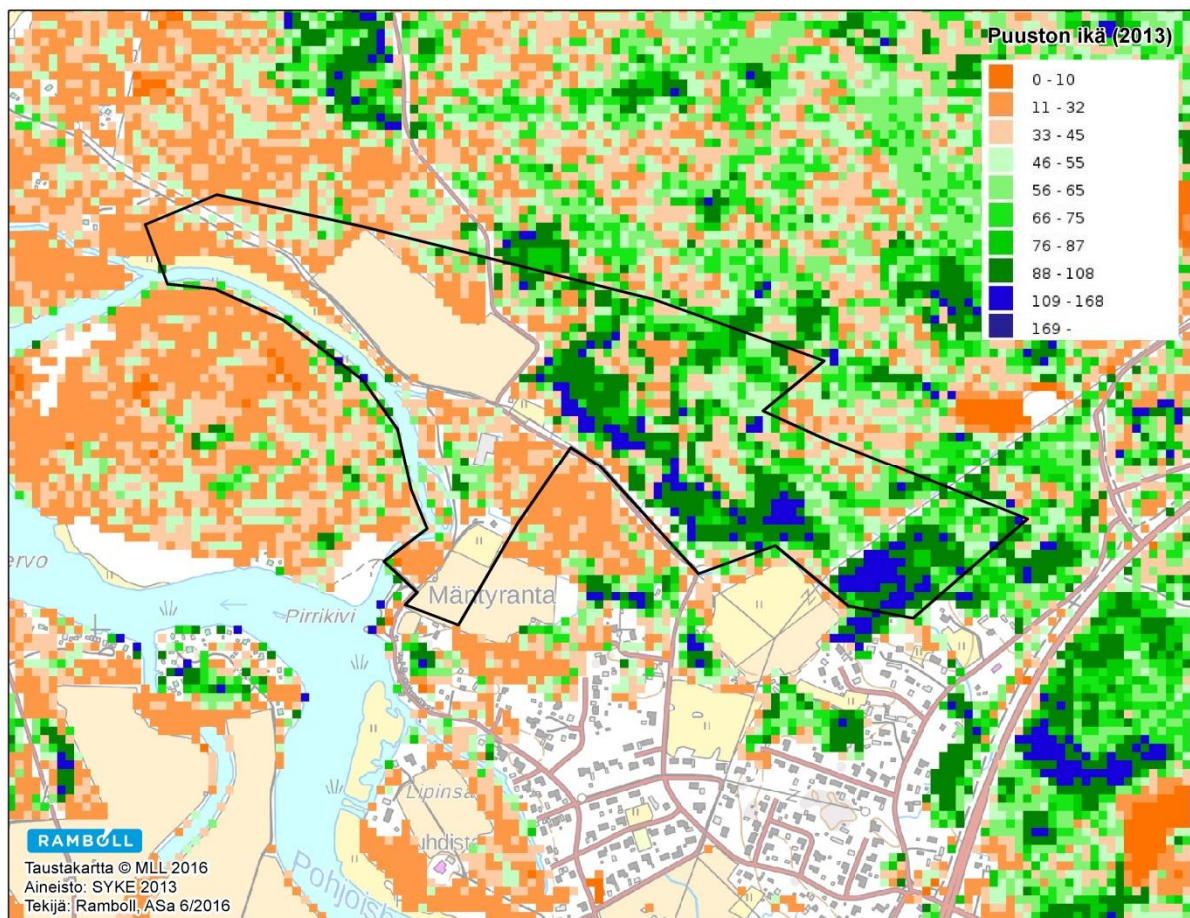 Puuston ikä (2013)
0 - 10
11 - 32
33 - 45
46 - 55
56 - 65
66 - 75
76 - 87
88 - 108
109 - 168
169 -
ervo
Pirrikivi
Mäntyranta
Lipinsa
uhdist
Pohjoish
RAMBOLL
Taustakartta © MLL 2016
Aineisto: SYKE 2013
Tekijä: Ramboll, ASa 6/2016